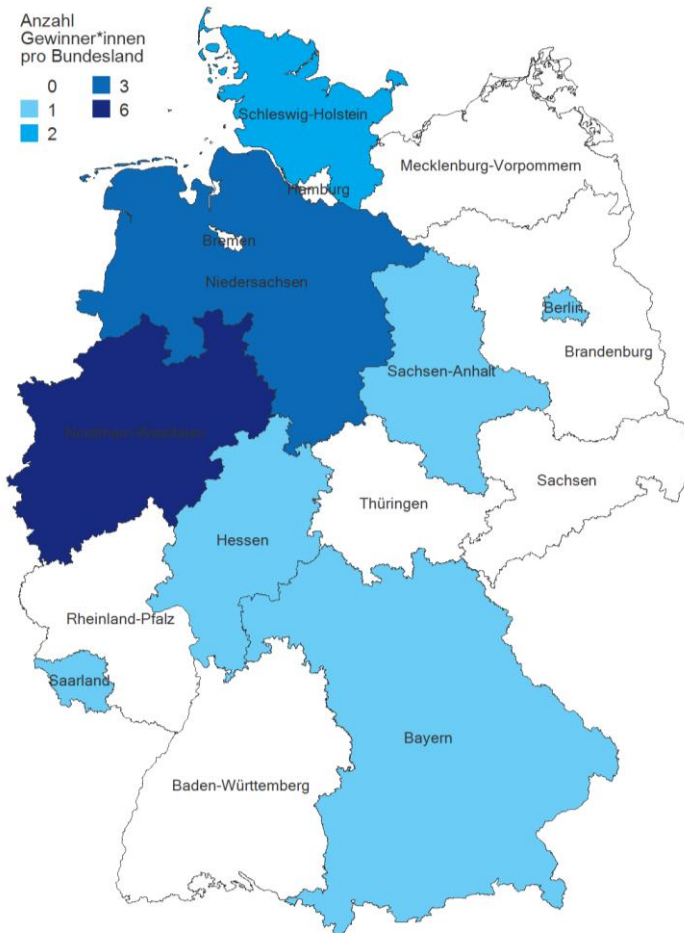 Anzahl
Gewinner*innen
pro Bundesland
0 3
1 6
2
Schleswig-Holstein
Mecklenburg-Vorpommern
Hamburg
Bremen
Niedersachsen
Berlin
Brandenburg
Sachsen-Anhalt
Nordrhein-Westfalen
Sachsen
Thüringen
Hessen
Rheinland-Pfalz
Saarland
Bayern
Baden-Württemberg